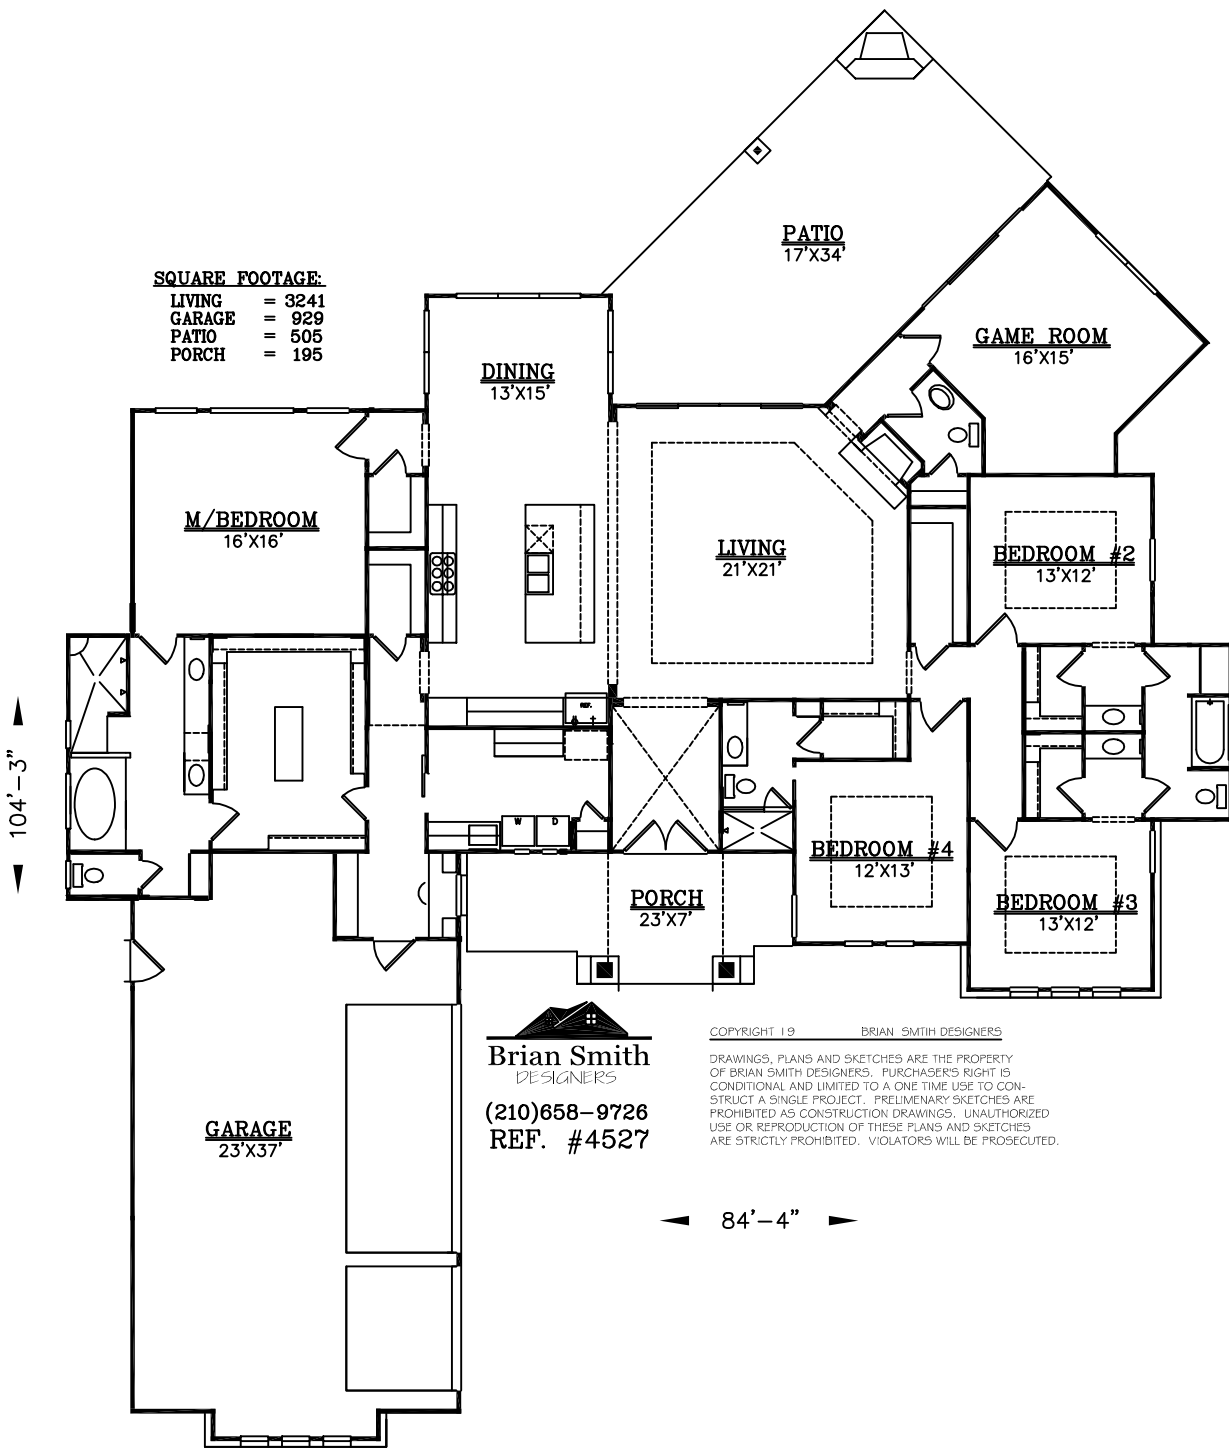 PATIO
17'X34'
SQUARE FOOTAGE:
LIVING = 3241
GARAGE = 929
PATIO = 505
PORCH = 195
GAME ROOM
16'X15'
DINING
13'X15'
M/BEDROOM
16'X16'
LIVING
21'X21'
BEDROOM #2
13'X12'
REF.
104'-3"
W D
BEDROOM #4
12'X13'
PORCH
23'X7'
BEDROOM #3
13'X12'
Brian Smith
DESIGNERS
(210)658-9726
REF. #4527
COPYRIGHT 19 BRIAN SMTIH DESIGNERS
DRAWINGS, PLANS AND SKETCHES ARE THE PROPERTY
OF BRIAN SMITH DESIGNERS. PURCHASER'S RIGHT IS
CONDITIONAL AND LIMITED TO A ONE TIME USE TO CON-
STRUCT A SINGLE PROJECT. PRELIMENARY SKETCHES ARE
PROHIBITED AS CONSTRUCTION DRAWINGS. UNAUTHORIZED
USE OR REPRODUCTION OF THESE PLANS AND SKETCHES
ARE STRICTLY PROHIBITED. VIOLATORS WILL BE PROSECUTED.
GARAGE
23'X37'
84'-4"